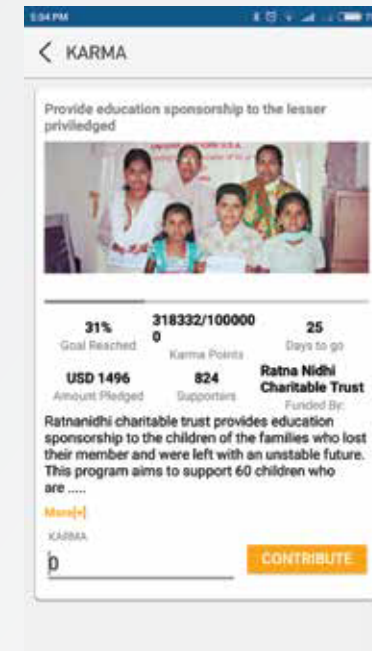 5:04 PM
KARMA
Provide education sponsorship to the lesser
priviledged
31%
Goal Reached
318332/100000
0
Karma Points
25
Days to go
USD 1496
Amount Pledged
824
Supporters
Ratna Nidhi
Charitable Trust
Funded By:
Ratnanidhi charitable trust provides education
sponsorship to the children of the families who lost
their member and were left with an unstable future.
This program aims to support 60 children who
are .....
More[+]
KARMA
0
CONTRIBUTE